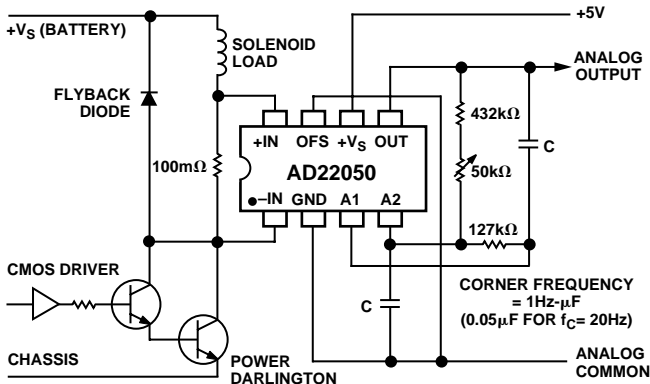 +VS (BATTERY)
SOLENOID
LOAD
+5V
ANALOG
OUTPUT
FLYBACK
DIODE
432kΩ
C
+IN OFS +VS OUT
100mΩ
AD22050
50kΩ
–IN GND A1 A2
127kΩ
CMOS DRIVER
C
CORNER FREQUENCY
= 1Hz-µF
(0.05µF FOR fC= 20Hz)
CHASSIS
POWER
DARLINGTON
ANALOG
COMMON